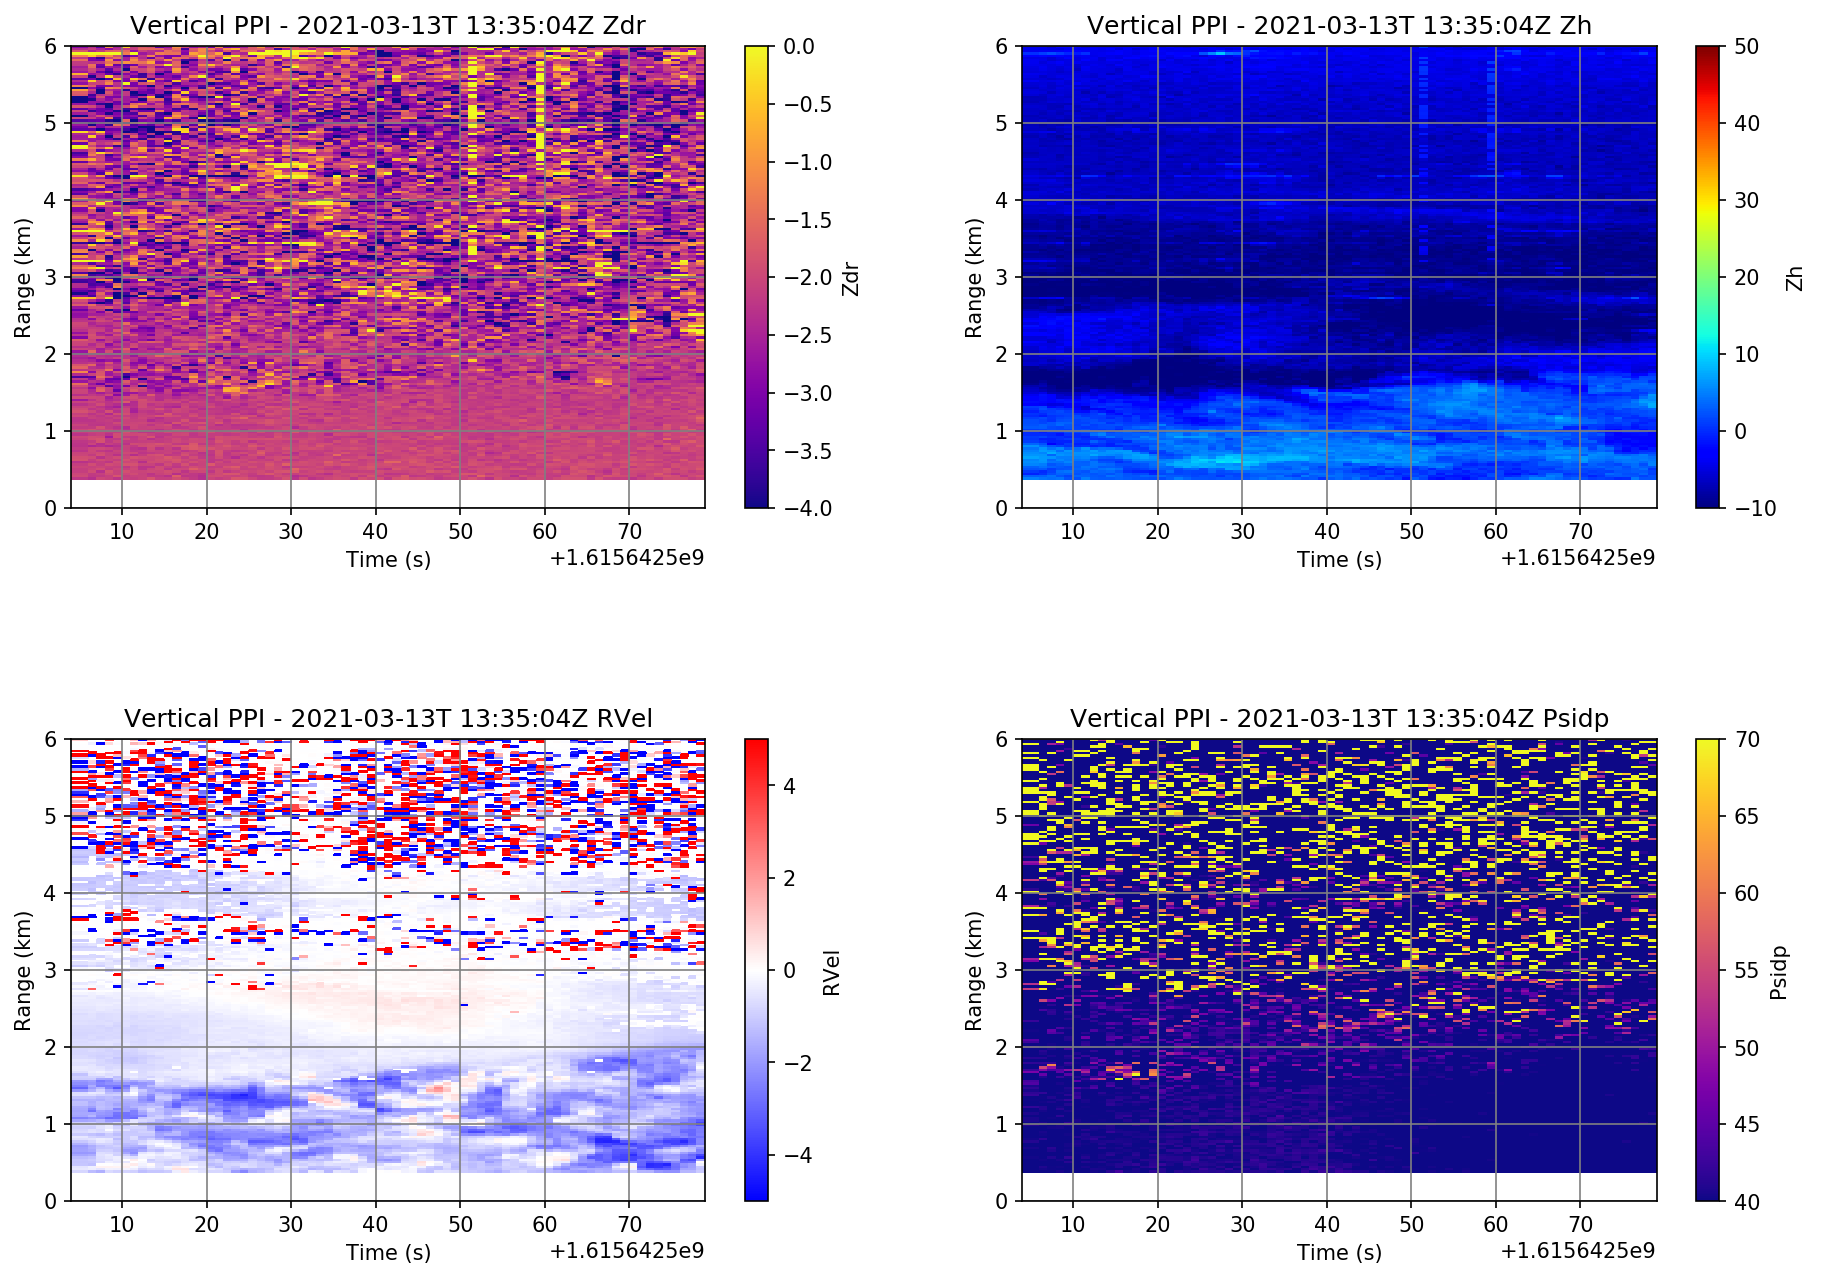 Vertical PPI - 2021-03-13T 13:35:04Z Zdr
6
5
4
3
2
1
0
Range (km)
10 20 30 40 50 60 70
Time (s)
+1.6156425e9
0.0
−0.5
−1.0
−1.5
−2.0
−2.5
−3.0
−3.5
−4.0
Zdr
Vertical PPI - 2021-03-13T 13:35:04Z Zh
6
5
4
3
2
1
0
Range (km)
10 20 30 40 50 60 70
Time (s)
+1.6156425e9
50
40
30
20
10
0
−10
Zh
Vertical PPI - 2021-03-13T 13:35:04Z RVel
6
5
4
3
2
1
0
Range (km)
10 20 30 40 50 60 70
Time (s)
+1.6156425e9
4
2
0
−2
−4
RVel
Vertical PPI - 2021-03-13T 13:35:04Z Psidp
6
5
4
3
2
1
0
Range (km)
10 20 30 40 50 60 70
Time (s)
+1.6156425e9
70
65
60
55
50
45
40
Psidp